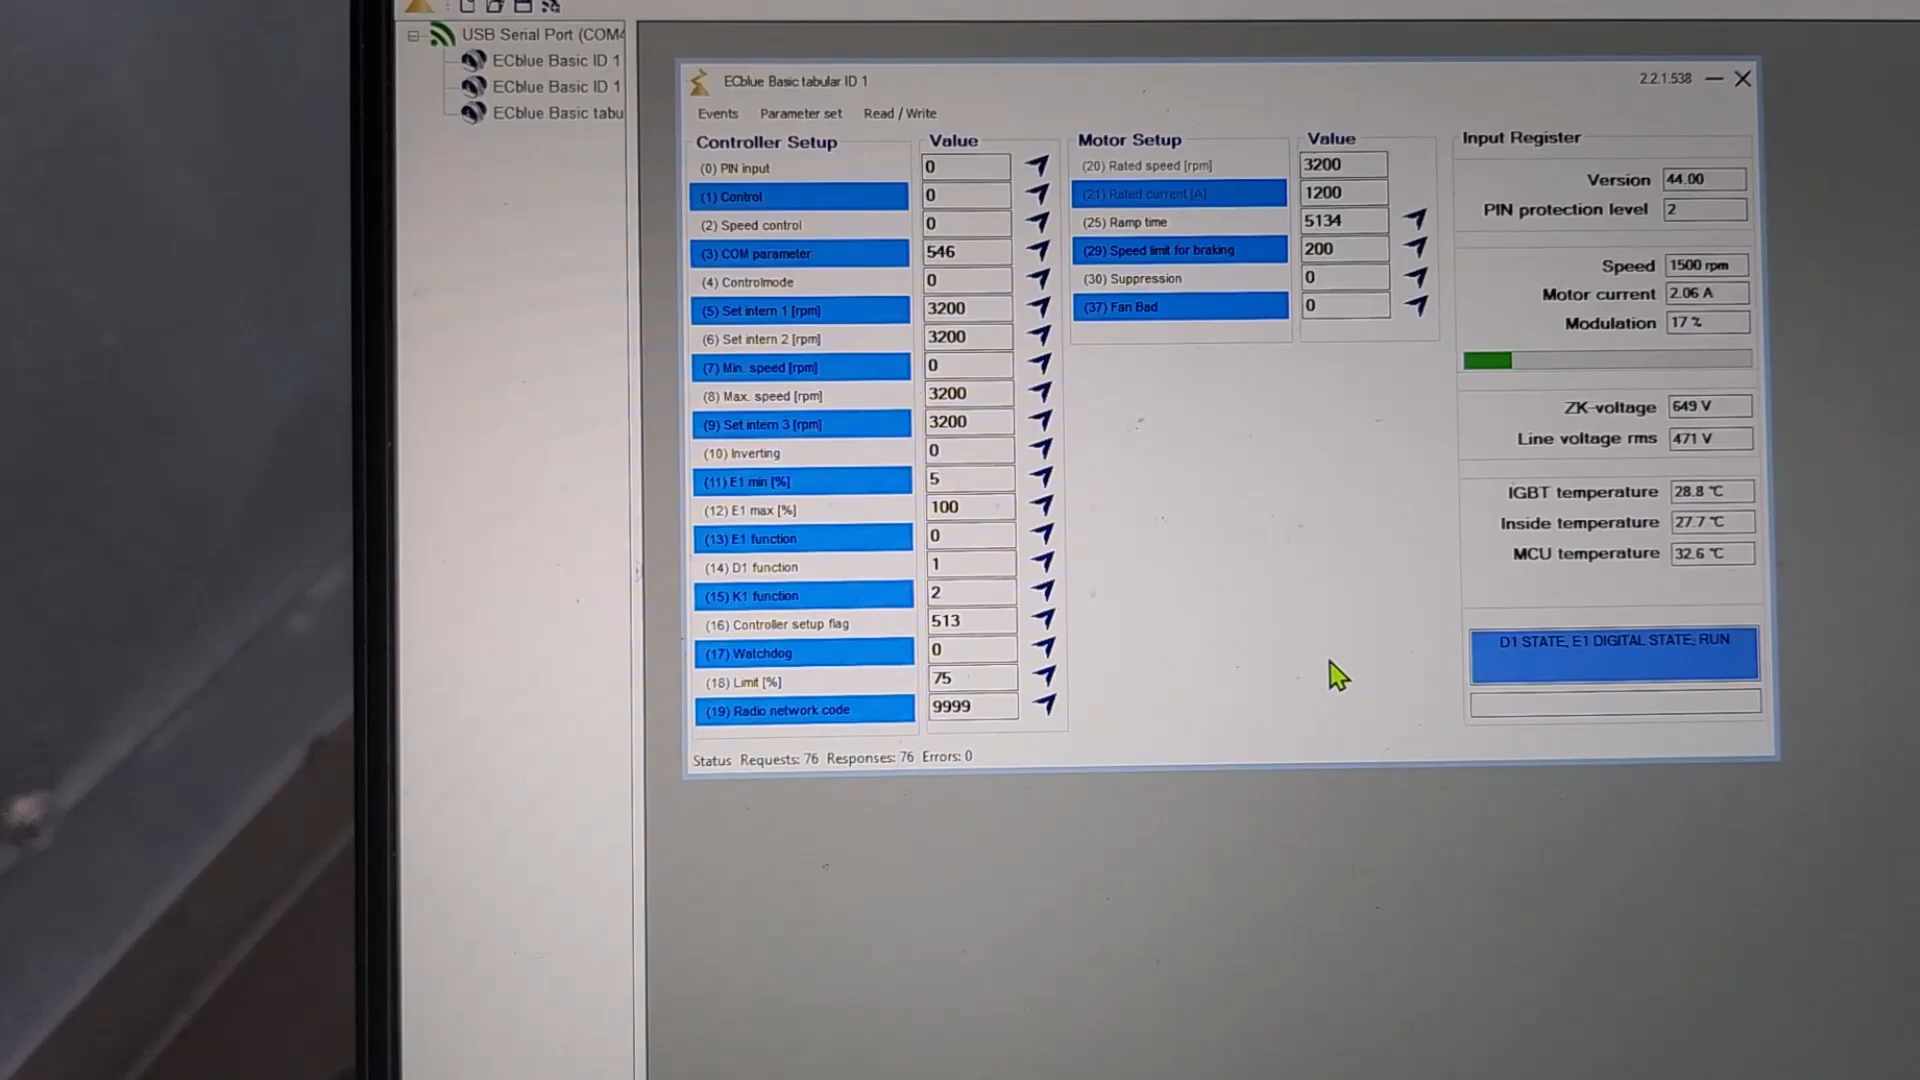 USB Serial Port (COM4
ECblue Basic ID 1
ECblue Basic ID 1
ECblue Basic tabu
ECblue Basic tabular ID 1
2.2.1.538
Events Parameter set Read / Write
Controller Setup Value
(0) PIN input 0
(1) Control 0
(2) Speed control 0
(3) COM parameter 546
(4) Controlmode 0
(5) Set intern 1 [rpm] 3200
(6) Set intern 2 [rpm] 3200
(7) Min. speed [rpm] 0
(8) Max. speed [rpm] 3200
(9) Set intern 3 [rpm] 3200
(10) Inverting 0
(11) E1 min [%] 5
(12) E1 max [%] 100
(13) E1 function 0
(14) D1 function 1
(15) K1 function 2
(16) Controller setup flag 513
(17) Watchdog 0
(18) Limit [%] 75
(19) Radio network code 9999
Motor Setup Value
(20) Rated speed [rpm] 3200
(21) Rated current [A] 1200
(25) Ramp time 5134
(29) Speed limit for braking 200
(30) Suppression 0
(37) Fan Bad 0
Input Register
Version 44.00
PIN protection level 2
Speed 1500 rpm
Motor current 2.06 A
Modulation 17 %
ZK-voltage 649 V
Line voltage rms 471 V
IGBT temperature 28.8 °C
Inside temperature 27.7 °C
MCU temperature 32.6 °C
D1 STATE, E1 DIGITAL STATE, RUN
Status Requests: 76 Responses: 76 Errors: 0